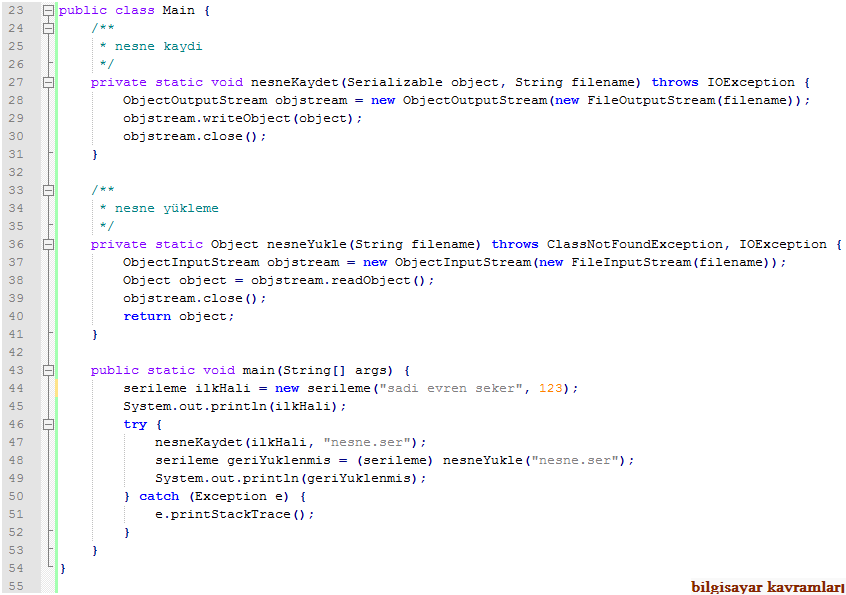 23 public class Main {
24 /**
25 * nesne kaydi
26 */
27 private static void nesneKaydet(Serializable object, String filename) throws IOException {
28 ObjectOutputStream objstream = new ObjectOutputStream(new FileOutputStream(filename));
29 objstream.writeObject(object);
30 objstream.close();
31 }
32
33 /**
34 * nesne yükleme
35 */
36 private static Object nesneYukle(String filename) throws ClassNotFoundException, IOException {
37 ObjectInputStream objstream = new ObjectInputStream(new FileInputStream(filename));
38 Object object = objstream.readObject();
39 objstream.close();
40 return object;
41 }
42
43 public static void main(String[] args) {
44 serileme ilkHali = new serileme("sadi evren seker", 123);
45 System.out.println(ilkHali);
46 try {
47 nesneKaydet(ilkHali, "nesne.ser");
48 serileme geriYuklenmis = (serileme) nesneYukle("nesne.ser");
49 System.out.println(geriYuklenmis);
50 } catch (Exception e) {
51 e.printStackTrace();
52 }
53 }
54 }
55
bilgisayar kavramları